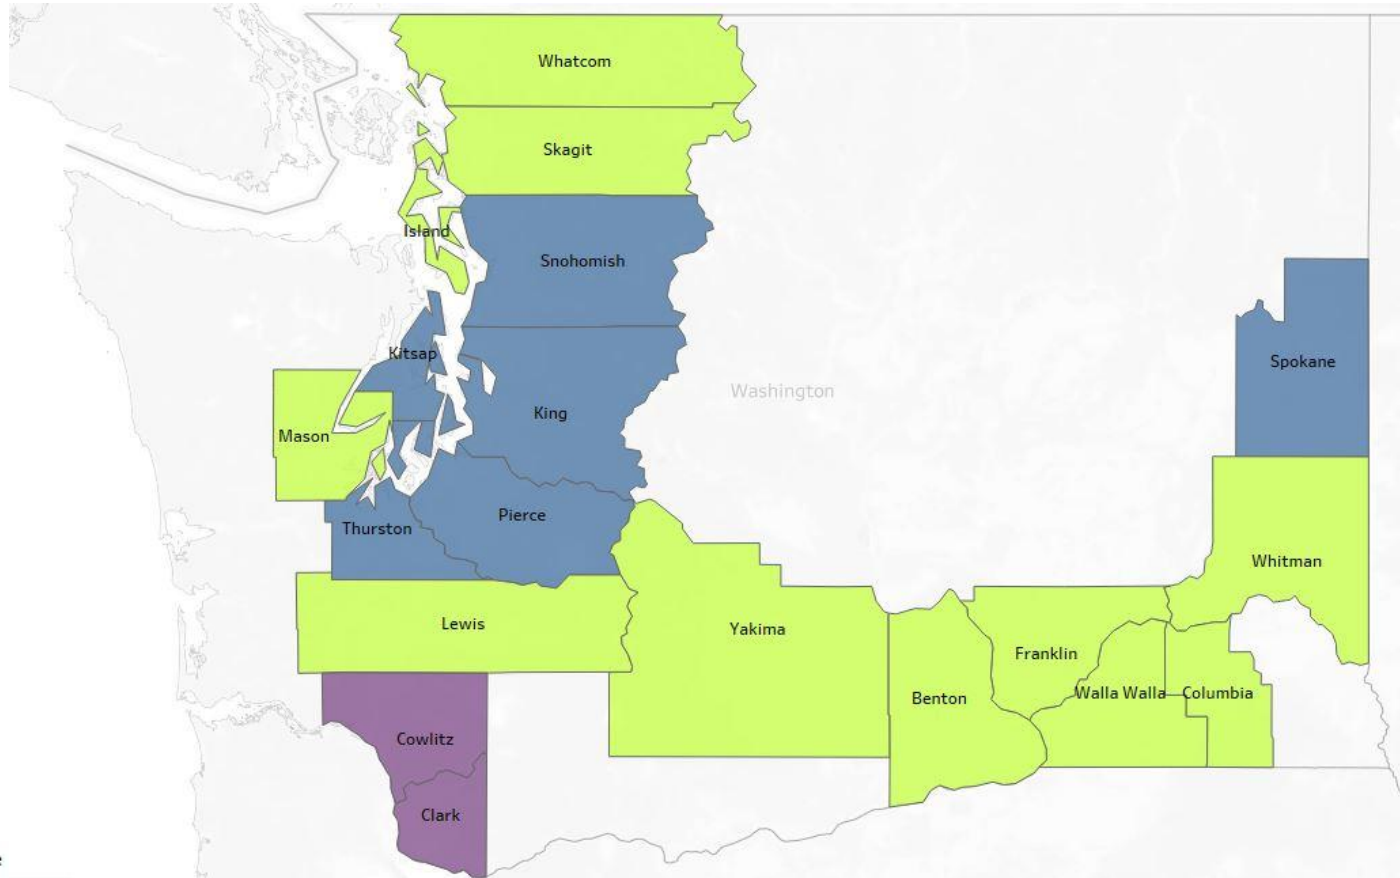 Whatcom
Skagit
Island
Snohomish
Kitsap
Spokane
King
Washington
Mason
Pierce
Thurston
Whitman
Lewis
Yakima
Franklin
Walla Walla
Columbia
Benton
Cowlitz
Clark
e